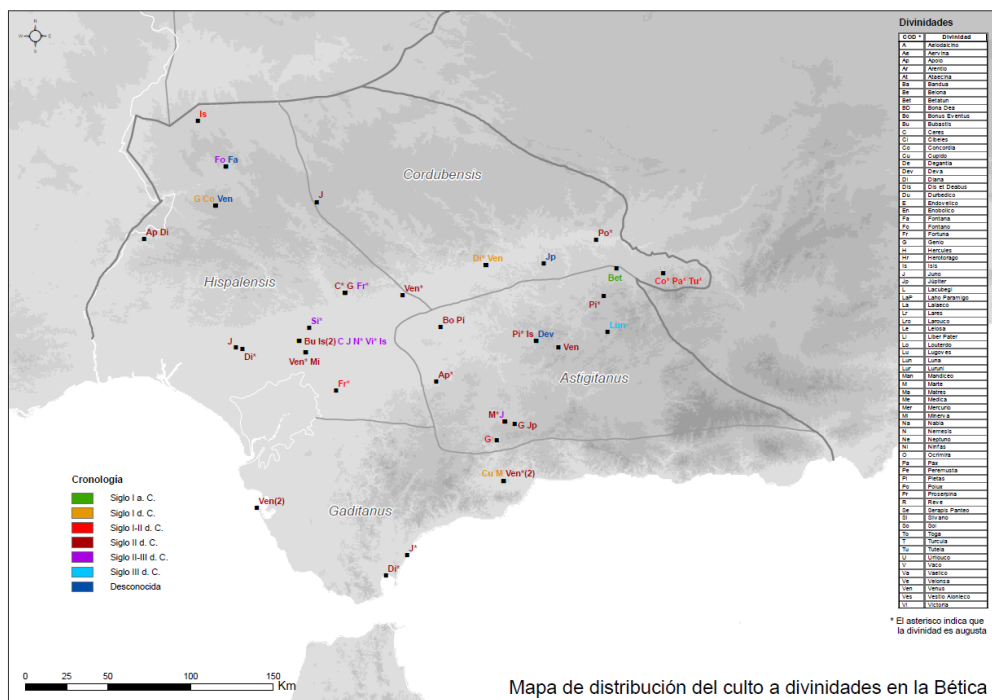 N
W E
S
Divinidades
COD * Divinidad
A Aelodaicino
Ae Aervina
Ap Apolo
Ar Arentio
At Ataecina
Ba Bandua
Be Belona
Bet Betatun
BD Bona Dea
Bo Bonus Eventus
Bu Bubastis
C Ceres
Ci Cibeles
Co Concordia
Cu Cupido
De Degantia
Dev Deva
Di Diana
Dis Dis et Deabus
Du Durbedico
E Endovelico
En Enobolico
Fa Fontana
Fo Fontano
Fr Fortuna
G Genio
H Hercules
Hr Herotorago
Is Isis
J Juno
Jp Júpiter
L Lacubegi
LaP Laho Paramigo
La Lalaeco
Lr Lares
Lro Larouco
Le Lelosa
Li Liber Pater
Lo Louterdo
Lu Lugoves
Lun Luna
Lur Luruni
Man Mandiceo
M Marte
Ma Matres
Me Medica
Mer Mercurio
Mi Minerva
Na Nabia
N Nemesis
Ne Neptuno
Ni Ninfas
O Ocrimira
Pa Pax
Pe Peremusta
Pi Pietas
Po Polux
Pr Proserpina
R Reve
Se Serapis Panteo
Si Silvano
So Sol
To Toga
T Turcula
Tu Tutela
U Urilouco
V Vaco
Va Vaelico
Ve Velonsa
Ven Venus
Ves Vestio Alonieco
Vi Victoria
* El asterisco indica que
la divinidad es augusta
Is
Fo Fa
Cordubensis
G Co Ven
J
Ap Di
Po*
Di* Ven
Jp
Bet
Co* Pa* Tu*
Hispalensis
C* G Fr*
Ven*
Pi*
Si*
Bo Pi
Lun
J
Bu Is(2) C J N* Vi* Is
Pi* Is Dev
Di*
Ven
Ven* Mi
Fr*
Ap*
Astigitanus
M* J
G Jp
G
Cu M Ven*(2)
Ven(2)
Gaditanus
J*
Di*
Cronología
Siglo I a. C.
Siglo I d. C.
Siglo I-II d. C.
Siglo II d. C.
Siglo II-III d. C.
Siglo III d. C.
Desconocida
0 25 50 100 150
Km
Mapa de distribución del culto a divinidades en la Bética